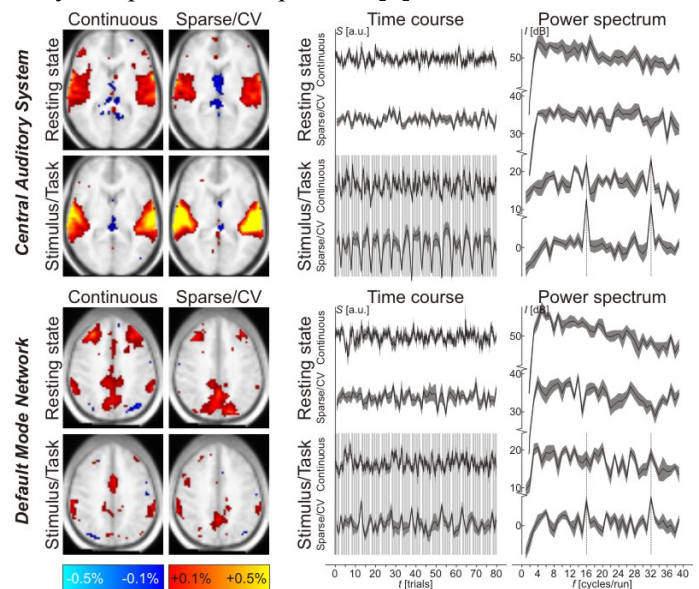 Continuous Sparse/CV Time course Power spectrum
Central Auditory System
Resting state
Stimulus/Task
Resting state
Continuous
Sparse/CV
Stimulus/Task
Continuous
Sparse/CV
S [a.u.]
I [dB]
50
40
30
20
10
0
Continuous Sparse/CV Time course Power spectrum
Default Mode Network
Resting state
Stimulus/Task
Resting state
Continuous
Sparse/CV
Stimulus/Task
Continuous
Sparse/CV
S [a.u.]
I [dB]
50
40
30
20
10
0
0 10 20 30 40 50 60 70 80
t [trials]
0 4 8 12 16 20 24 28 32 36 40
f [cycles/run]
-0.5% -0.1% +0.1% +0.5%